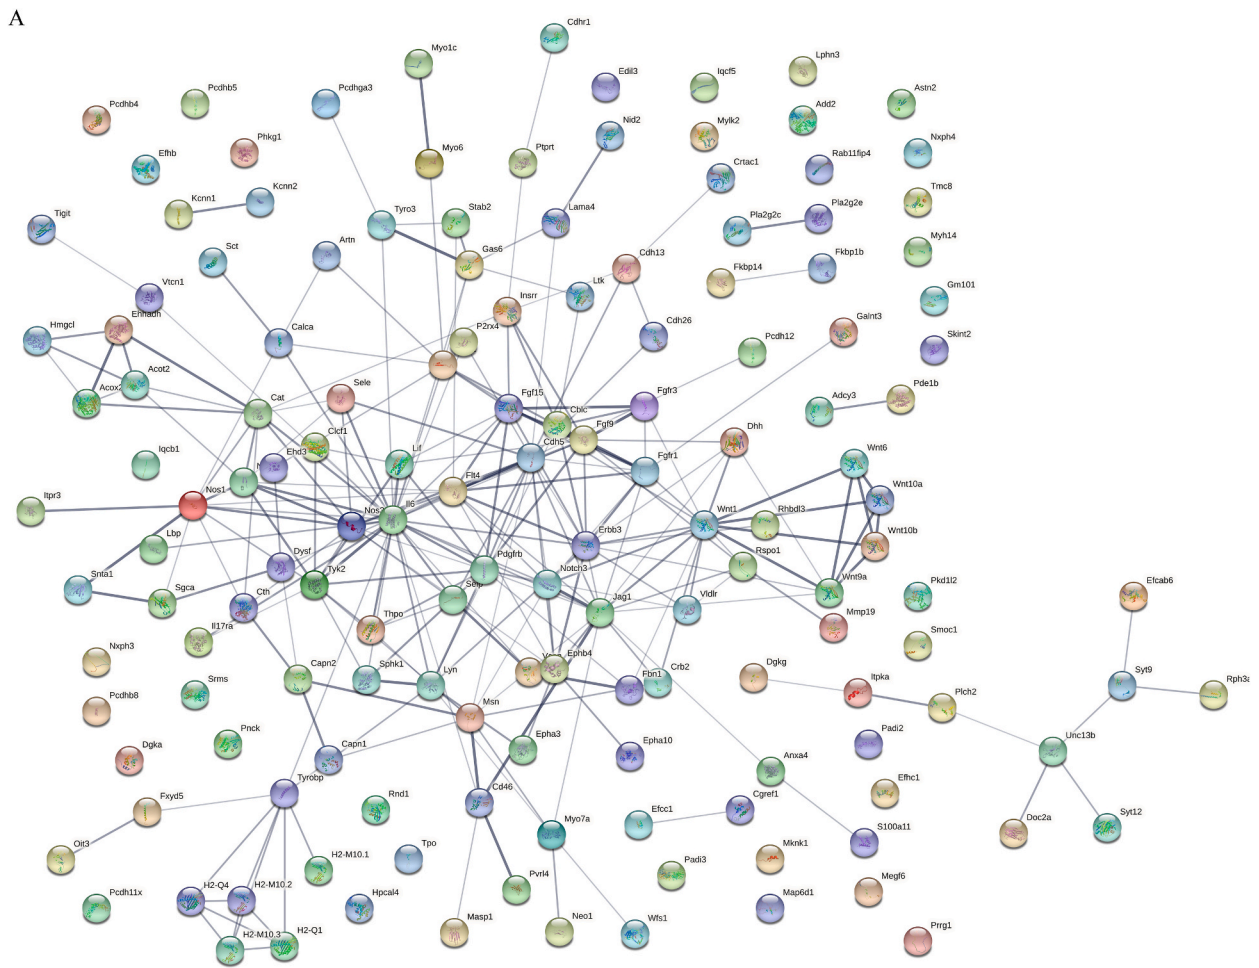 A
Cdhr1
Myo1c
Lphn3
Edil3
Iqcf5
Pcdhb5
Pcdhga3
Astn2
Pcdhb4
Add2
Nid2
Mylk2
Phkg1
Nxph4
Efhb
Myo6
Ptprt
Rab11fip4
Crtac1
Kcnn2
Kcnn1
Tmc8
Pla2g2e
Pla2g2c
Tigit
Tyro3
Stab2
Lama4
Myh14
Sct
Artn
Gas6
Cdh13
Fkbp1b
Fkbp14
Vtcn1
Ltk
Gm101
Insrr
Hmgcl
Ehhadh
Calca
P2rx4
Cdh26
Galnt3
Pcdh12
Skint2
Acot2
Acox2
Sele
Fgf15
Fgfr3
Pde1b
Adcy3
Cat
Cblc
Clcf1
Fgf9
Dhh
Iqcb1
Ehd3
Lif
Cdh5
Fgfr1
Wnt6
Flt4
Nos1
Itpr3
Nos2
Il6
Wnt1
Rhbdl3
Wnt10a
Wnt10b
Lbp
Erbb3
Dysf
Tyk2
Pdgfrb
Notch3
Rspo1
Snta1
Sgca
Cth
Selp
Jag1
Vldlr
Wnt9a
Pkd1l2
Efcab6
Il17ra
Thpo
Mmp19
Smoc1
Nxph3
Capn2
Sphk1
Lyn
Ephb4
Fbn1
Crb2
Dgkg
Itpka
Syt9
Srms
Plch2
Pcdhb8
Msn
Pnck
Epha3
Epha10
Padi2
Unc13b
Dgka
Capn1
Anxa4
Tyrobp
Fxyd5
Rnd1
Cd46
Cgref1
Efhc1
Efcc1
Myo7a
Doc2a
Syt12
S100a11
Oit3
H2-M10.1
Tpo
Padi3
Mknk1
Pvrl4
H2-Q4
H2-M10.2
Megf6
Pcdh11x
Hpcal4
Map6d1
H2-M10.3
H2-Q1
Masp1
Neo1
Wfs1
Prrg1